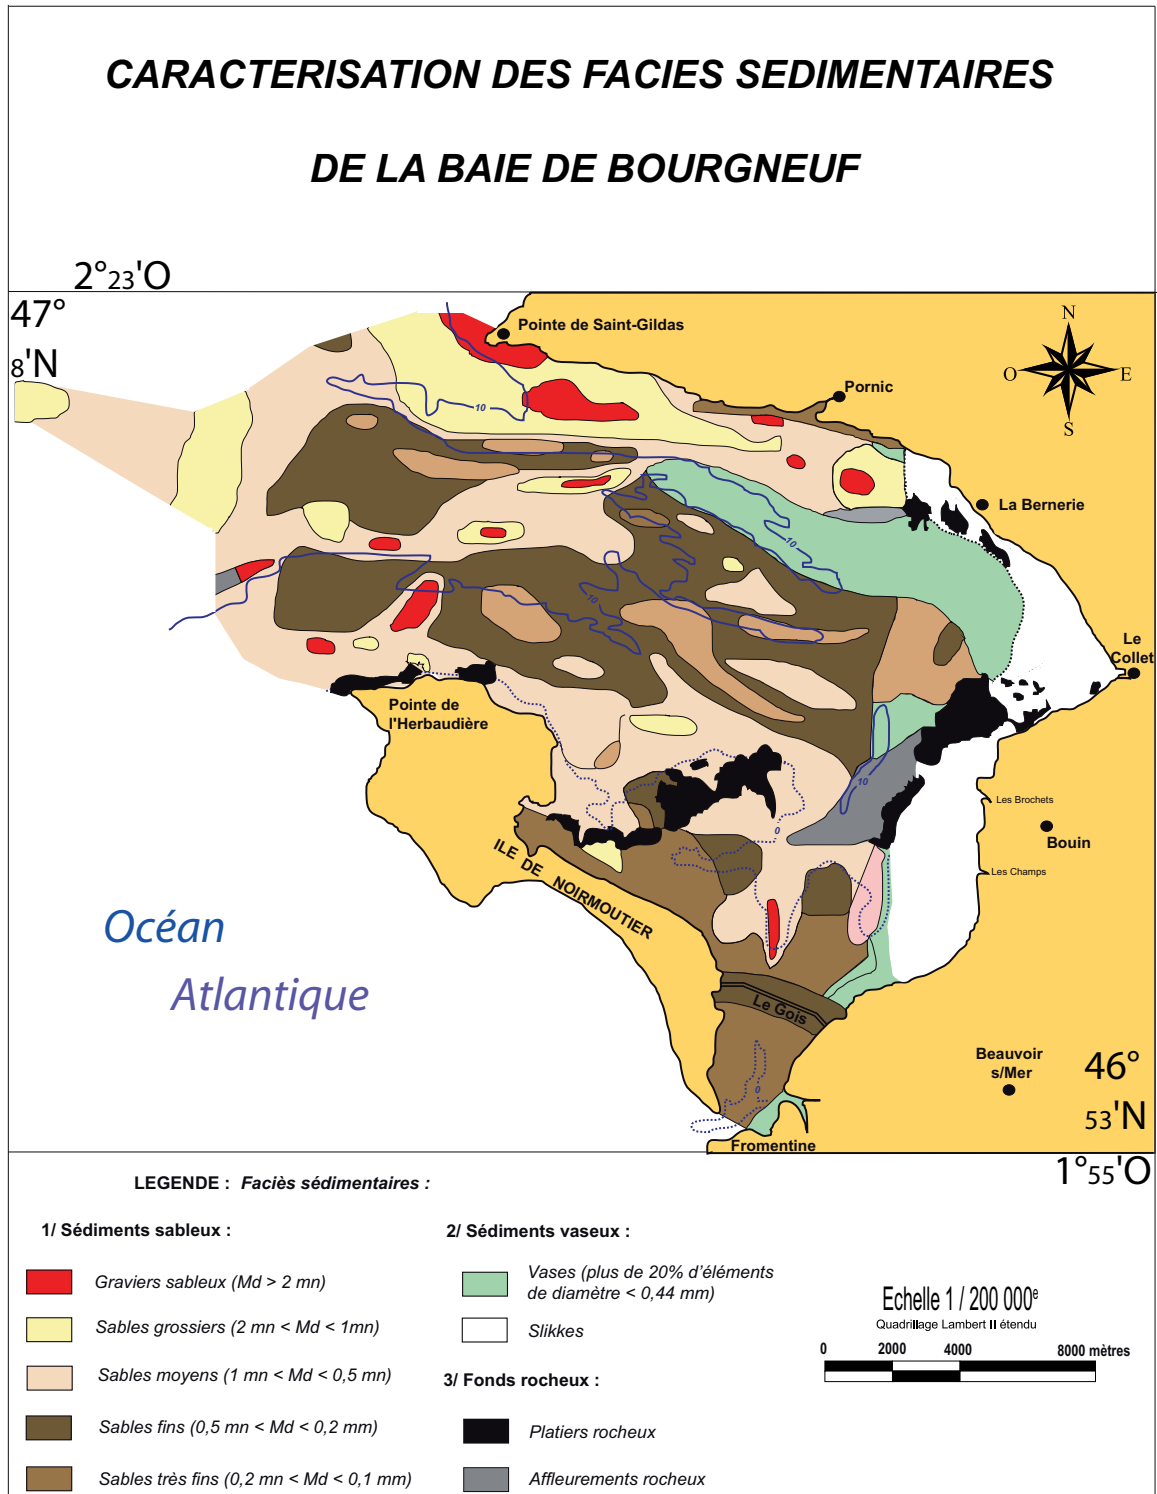 CARACTERISATION DES FACIES SEDIMENTAIRES
DE LA BAIE DE BOURGNEUF
2°23'O
47°
8'N
Pointe de Saint-Gildas
N
O
E
S
Pornic
10
La Bernerie
10
10
Le
Collet
Pointe de
l'Herbaudière
10
Les Brochets
0
Bouin
ILE DE NOIRMOUTIER
Les Champs
Océan
Atlantique
Le Gois
Beauvoir
s/Mer
46°
53'N
0
Fromentine
1°55'O
LEGENDE : Faciès sédimentaires :
1/ Sédiments sableux :
Graviers sableux (Md > 2 mn)
Sables grossiers (2 mn < Md < 1mn)
Sables moyens (1 mn < Md < 0,5 mn)
Sables fins (0,5 mn < Md < 0,2 mm)
Sables très fins (0,2 mn < Md < 0,1 mm)
2/ Sédiments vaseux :
Vases (plus de 20% d'éléments
de diamètre < 0,44 mm)
Slikkes
3/ Fonds rocheux :
Platiers rocheux
Affleurements rocheux
Echelle 1 / 200 000e
Quadrillage Lambert II étendu
0 2000 4000 8000 mètres